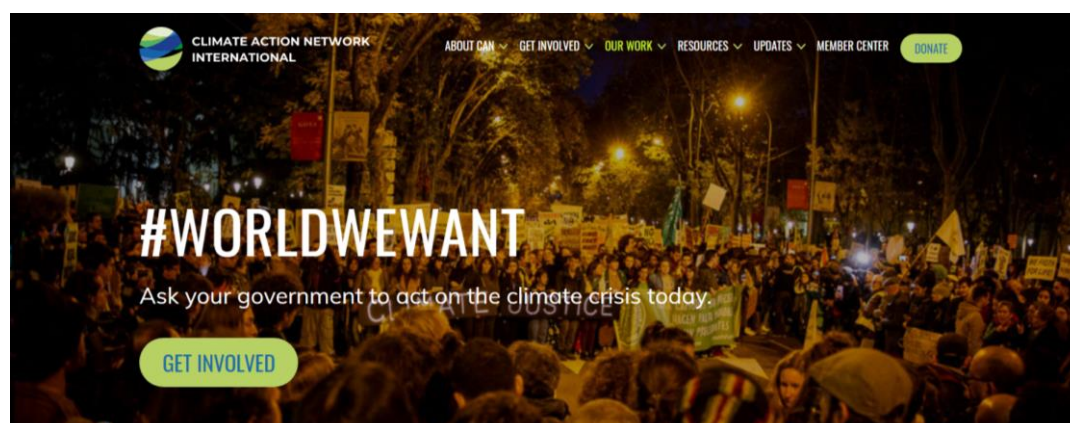 CLIMATE ACTION NETWORK
INTERNATIONAL
ABOUT CAN GET INVOLVED OUR WORK RESOURCES UPDATES MEMBER CENTER DONATE
#WORLDWEWANT
Ask your government to act on the climate crisis today.
CLIMATE JUSTICE
GET INVOLVED